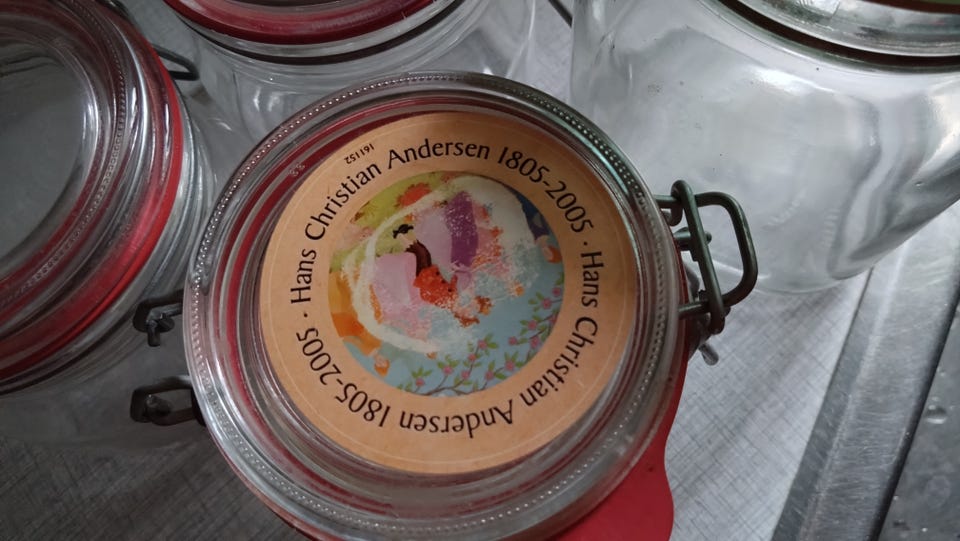 Hans Christian Andersen 1805-2005 · Hans Christian Andersen 1805-2005 ·
161152